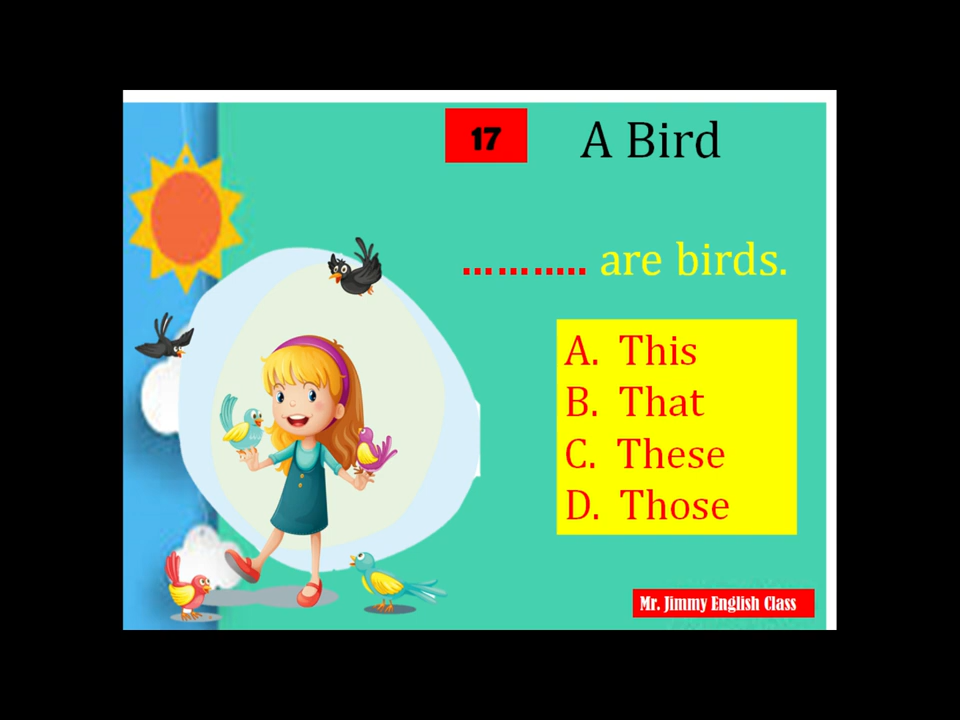 17
A Bird
……….. are birds.
A. This
B. That
C. These
D. Those
Mr. Jimmy English Class